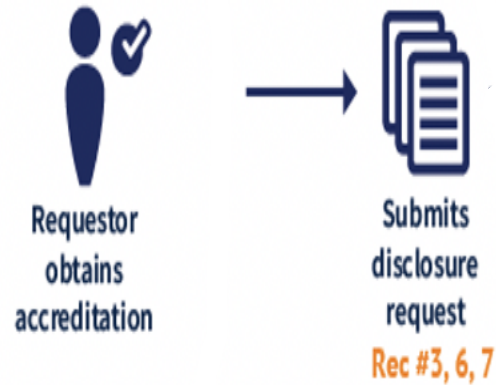 Requestor
obtains
accreditation
Submits
disclosure
request
Rec #3, 6, 7